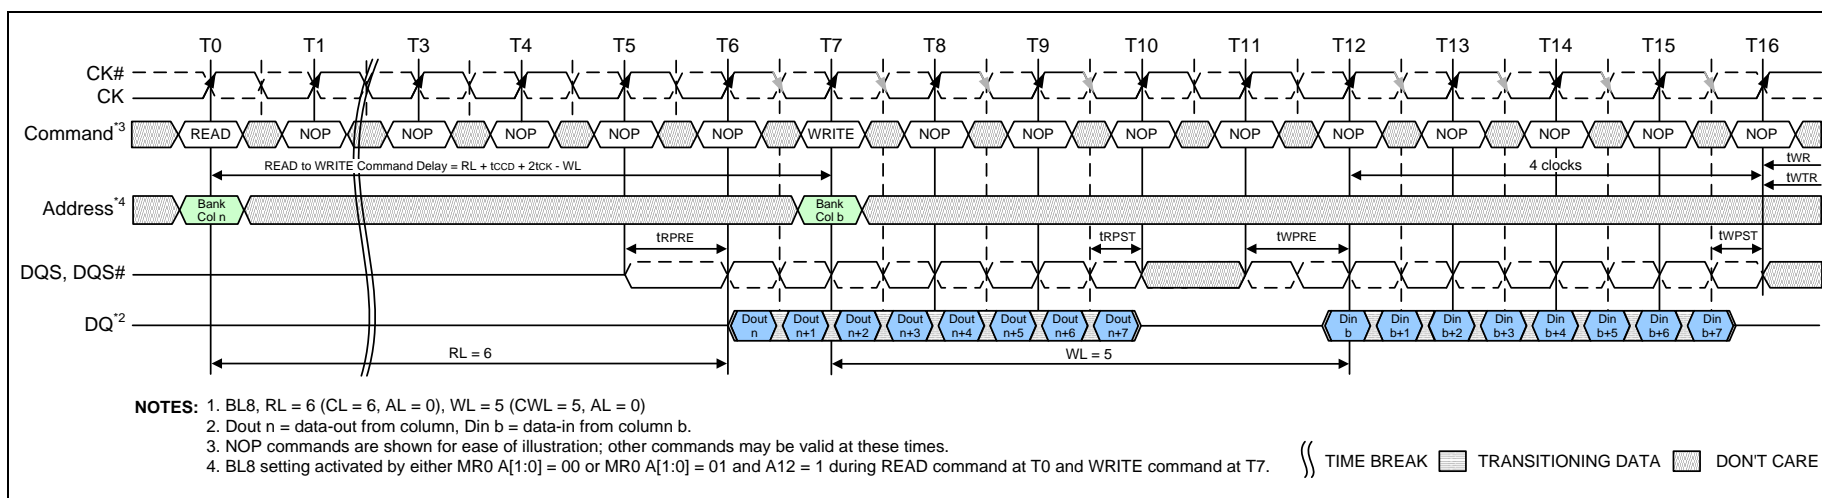 T0 T1 T3 T4 T5 T6 T7 T8 T9 T10 T11 T12 T13 T14 T15 T16
CK#
CK
Command*3 READ NOP NOP NOP NOP NOP WRITE NOP NOP NOP NOP NOP NOP NOP NOP NOP
READ to WRITE Command Delay = RL + tCCD + 2tCK - WL
4 clocks
tWR
tWTR
Address*4
Bank
Col n
Bank
Col b
tRPRE tRPST tWPRE tWPST
DQS, DQS#
DQ*2
Dout n Dout n+1 Dout n+2 Dout n+3 Dout n+4 Dout n+5 Dout n+6 Dout n+7 Din b Din b+1 Din b+2 Din b+3 Din b+4 Din b+5 Din b+6 Din b+7
RL = 6 WL = 5
NOTES: 1. BL8, RL = 6 (CL = 6, AL = 0), WL = 5 (CWL = 5, AL = 0)
2. Dout n = data-out from column, Din b = data-in from column b.
3. NOP commands are shown for ease of illustration; other commands may be valid at these times.
4. BL8 setting activated by either MR0 A[1:0] = 00 or MR0 A[1:0] = 01 and A12 = 1 during READ command at T0 and WRITE command at T7.
TIME BREAK TRANSITIONING DATA DON'T CARE